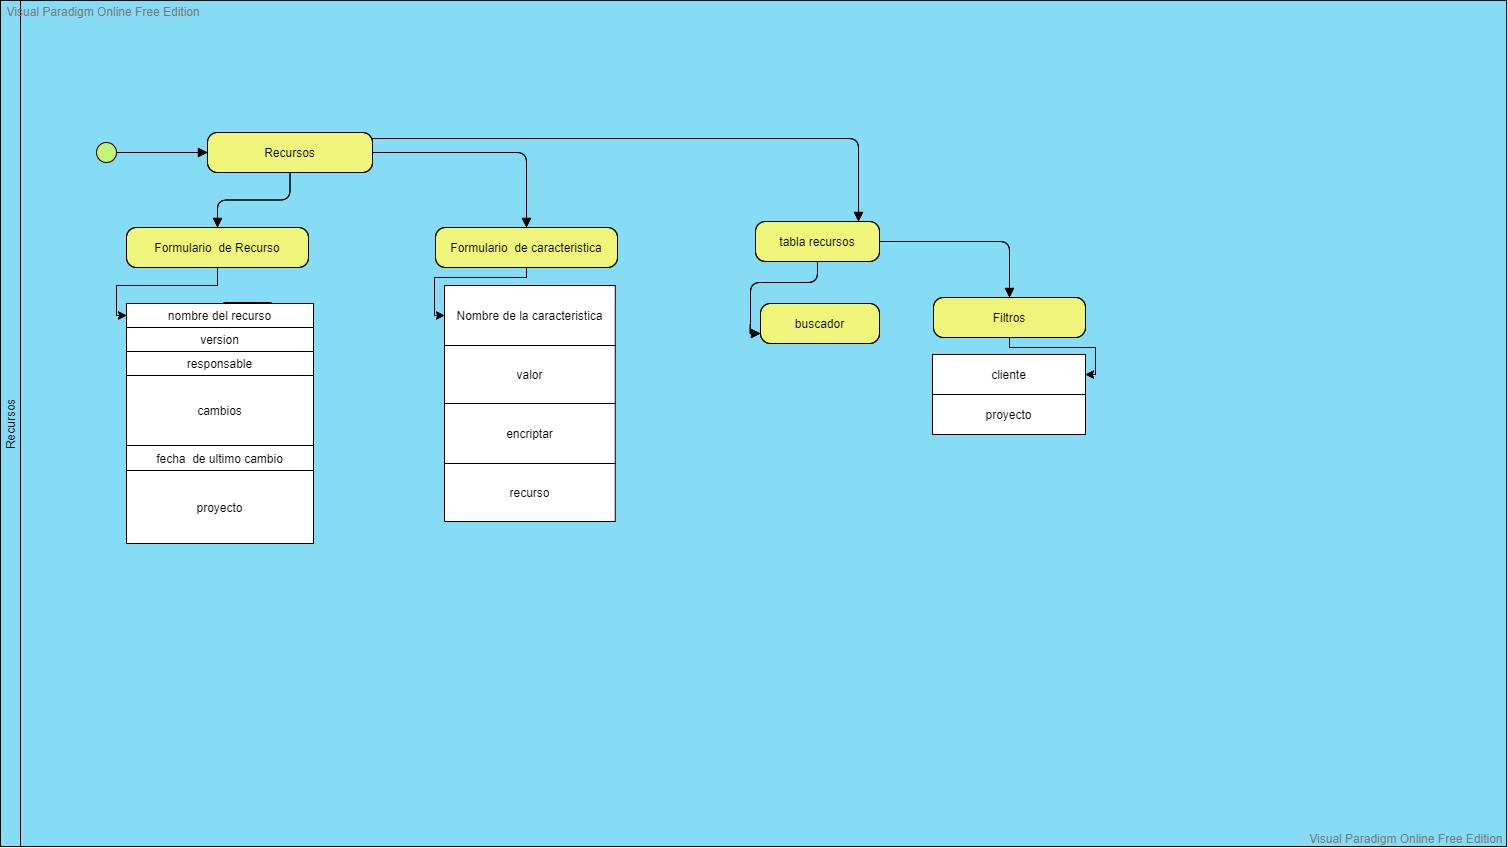 Visual Paradigm Online Free Edition
Recursos
Recursos
Formulario  de Recurso
nombre del recurso
version
responsable
cambios
fecha  de ultimo cambio
proyecto
Formulario  de caracteristica
Nombre de la caracteristica
valor
encriptar
recurso
tabla recursos
buscador
Filtros
cliente
proyecto
Visual Paradigm Online Free Edition